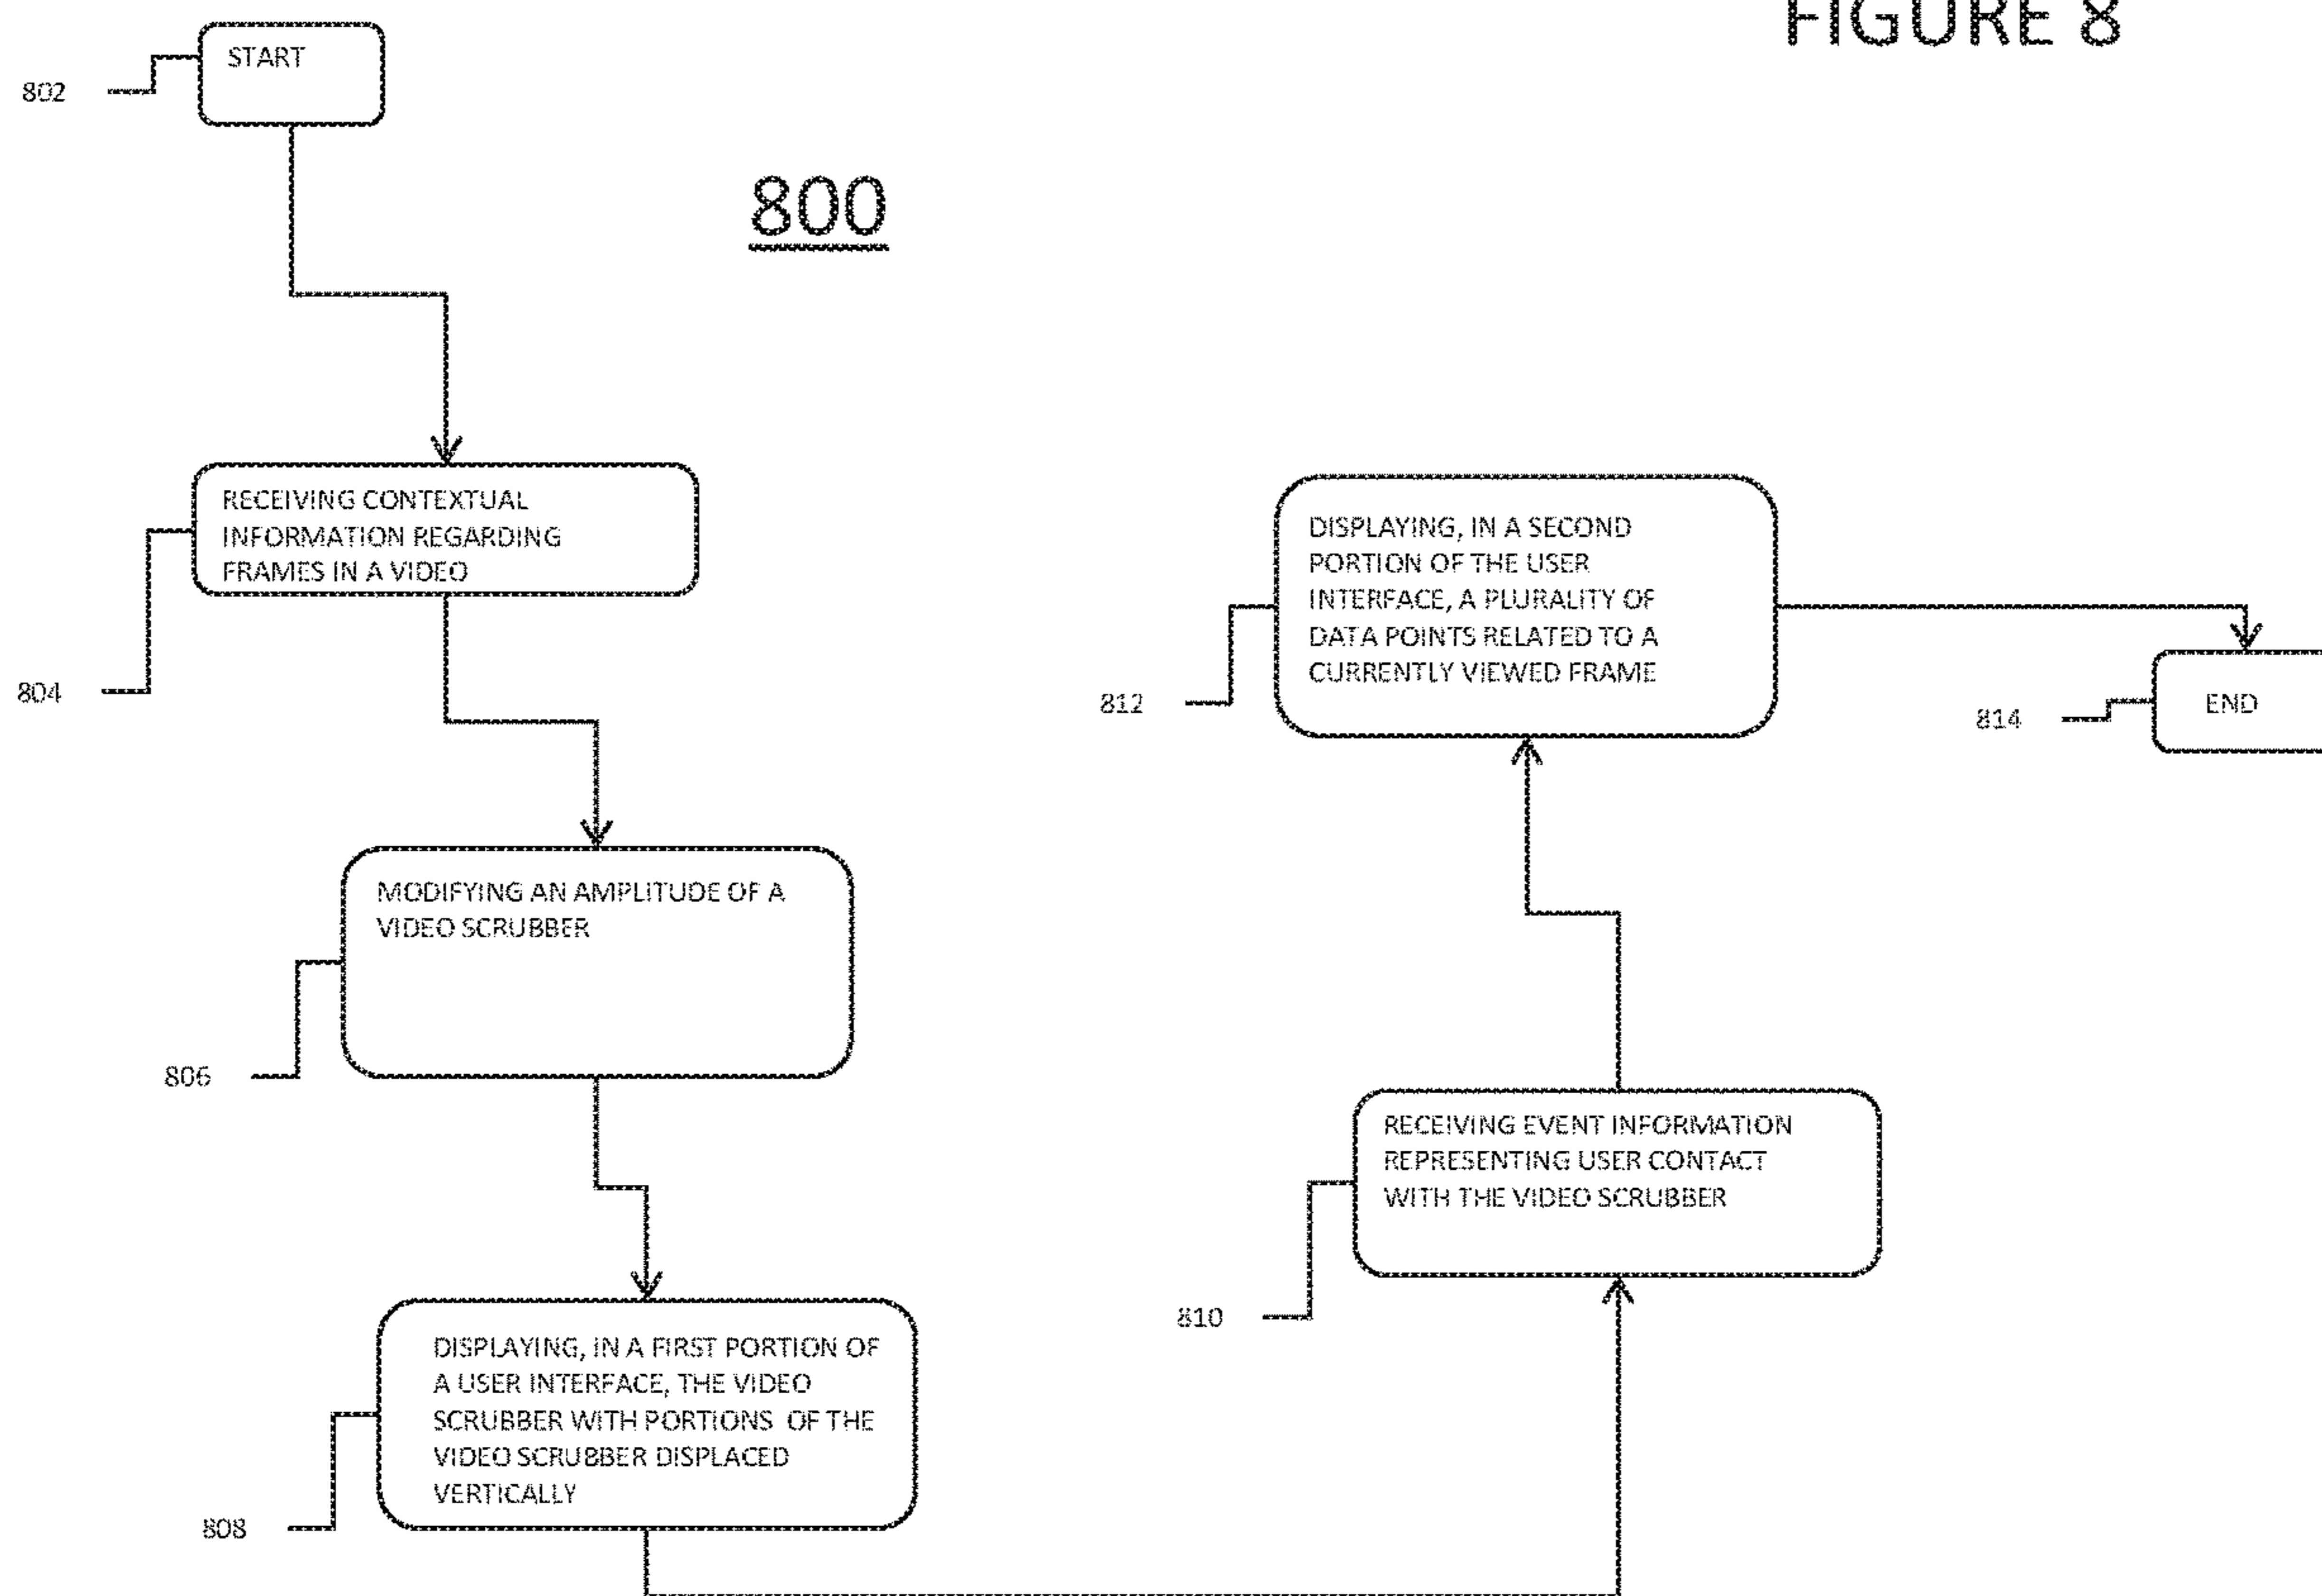 FIGURE 8
START
802
800
RECEIVING CONTEXTUAL
INFORMATION REGARDING
FRAMES IN A VIDEO
804
MODIFYING AN AMPLITUDE OF A
VIDEO SCRUBBER
806
DISPLAYING, IN A FIRST PORTION OF
A USER INTERFACE, THE VIDEO
SCRUBBER WITH PORTIONS OF THE
VIDEO SCRUBBER DISPLACED
VERTICALLY
808
RECEIVING EVENT INFORMATION
REPRESENTING USER CONTACT
WITH THE VIDEO SCRUBBER
810
DISPLAYING, IN A SECOND
PORTION OF THE USER
INTERFACE, A PLURALITY OF
DATA POINTS RELATED TO A
CURRENTLY VIEWED FRAME
812
END
814